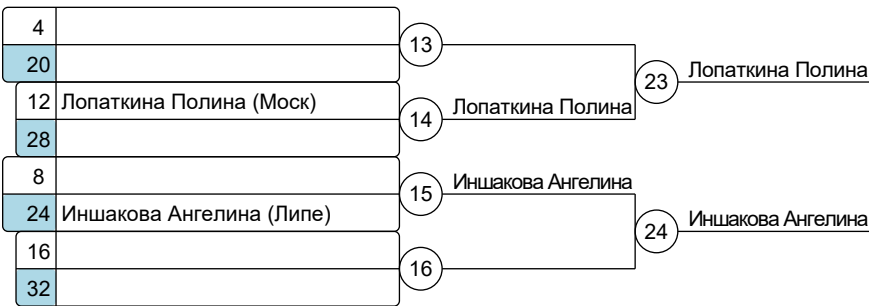 4
13
20
23 Лопаткина Полина
12 Лопаткина Полина (Моск)
14 Лопаткина Полина
28
8
15 Иншакова Ангелина
24 Иншакова Ангелина (Липе)
24 Иншакова Ангелина
16
16
32